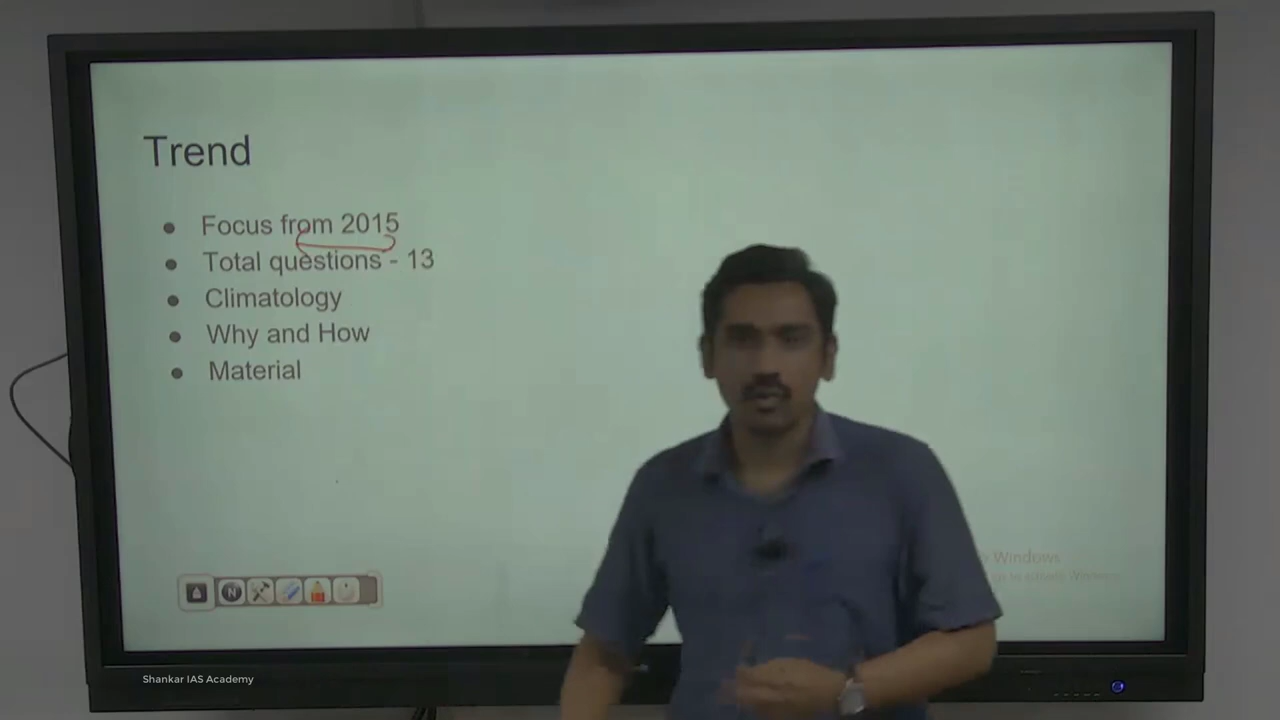 Trend
Focus from 2015
Total questions - 13
Climatology
Why and How
Material
Windows
Shankar IAS Academy